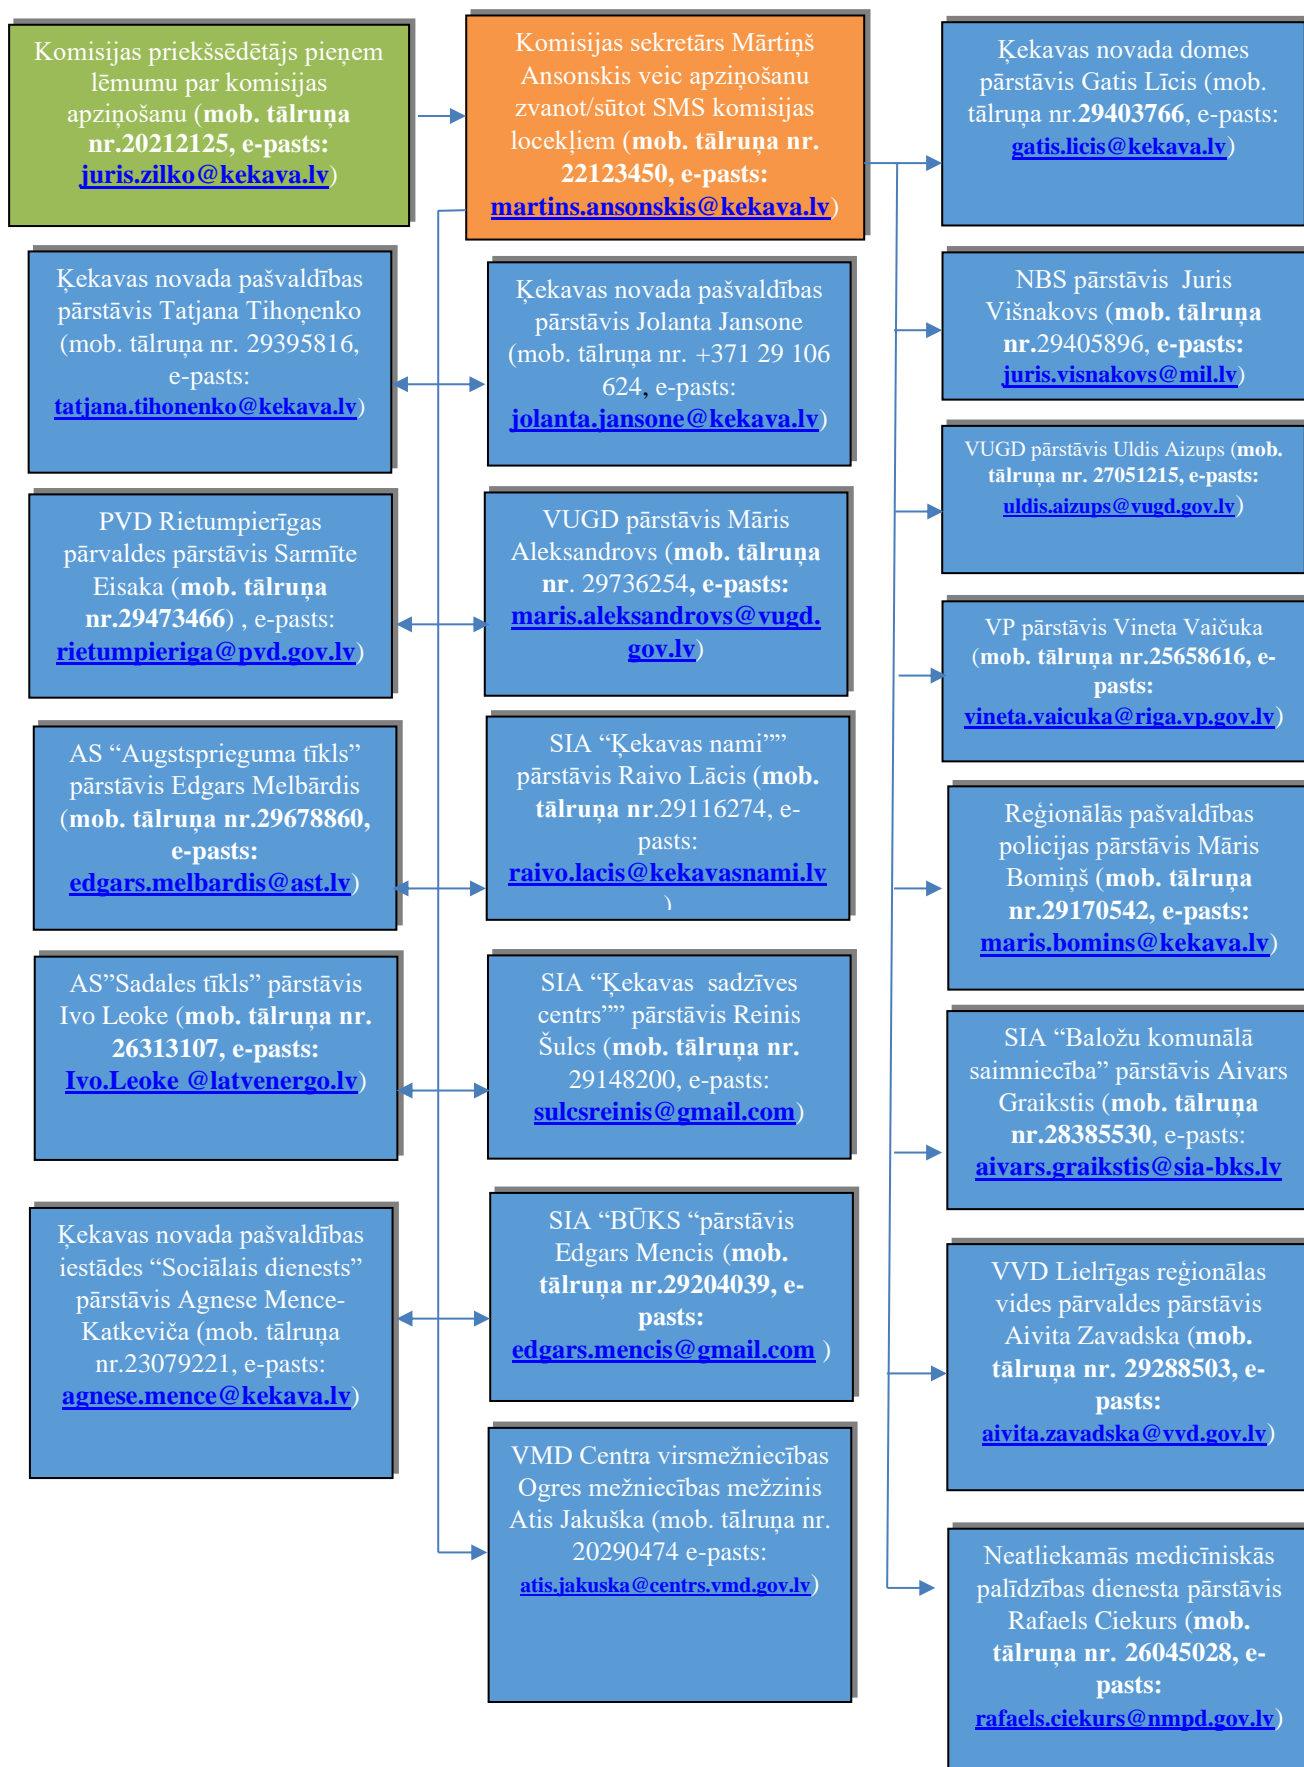 Komisijas priekšsēdētājs pieņem
lēmumu par komisijas
apziņošanu (mob. tālruņa
nr.20212125, e-pasts:
juris.zilko@kekava.lv)
Komisijas sekretārs Mārtiņš
Ansonskis veic apziņošanu
zvanot/sūtot SMS komisijas
locekļiem (mob. tālruņa nr.
22123450, e-pasts:
martins.ansonskis@kekava.lv)
Ķekavas novada domes
pārstāvis Gatis Līcis (mob.
tālruņa nr.29403766, e-pasts:
gatis.licis@kekava.lv)
Ķekavas novada pašvaldības
pārstāvis Tatjana Tihoņenko
(mob. tālruņa nr. 29395816,
e-pasts:
tatjana.tihonenko@kekava.lv)
Ķekavas novada pašvaldības
pārstāvis Jolanta Jansone
(mob. tālruņa nr. +371 29 106
624, e-pasts:
jolanta.jansone@kekava.lv)
NBS pārstāvis  Juris
Višnakovs (mob. tālruņa
nr.29405896, e-pasts:
juris.visnakovs@mil.lv)
VUGD pārstāvis Uldis Aizups (mob.
tālruņa nr. 27051215, e-pasts:
uldis.aizups@vugd.gov.lv)
PVD Rietumpierīgas
pārvaldes pārstāvis Sarmīte
Eisaka (mob. tālruņa
nr.29473466) , e-pasts:
rietumpieriga@pvd.gov.lv)
VUGD pārstāvis Māris
Aleksandrovs (mob. tālruņa
nr. 29736254, e-pasts:
maris.aleksandrovs@vugd.
gov.lv)
VP pārstāvis Vineta Vaičuka
(mob. tālruņa nr.25658616, e-
pasts:
vineta.vaicuka@riga.vp.gov.lv)
AS “Augstsprieguma tīkls”
pārstāvis Edgars Melbārdis
(mob. tālruņa nr.29678860,
e-pasts:
edgars.melbardis@ast.lv)
SIA “Ķekavas nami””
pārstāvis Raivo Lācis (mob.
tālruņa nr.29116274, e-
pasts:
raivo.lacis@kekavasnami.lv
)
Reģionālās pašvaldības
policijas pārstāvis Māris
Bomiņš (mob. tālruņa
nr.29170542, e-pasts:
maris.bomins@kekava.lv)
AS”Sadales tīkls” pārstāvis
Ivo Leoke (mob. tālruņa nr.
26313107, e-pasts:
Ivo.Leoke @latvenergo.lv)
SIA “Ķekavas  sadzīves
centrs”” pārstāvis Reinis
Šulcs (mob. tālruņa nr.
29148200, e-pasts:
sulcsreinis@gmail.com)
SIA “Baložu komunālā
saimniecība” pārstāvis Aivars
Graikstis (mob. tālruņa
nr.28385530, e-pasts:
aivars.graikstis@sia-bks.lv
Ķekavas novada pašvaldības
iestādes “Sociālais dienests”
pārstāvis Agnese Mence-
Katkeviča (mob. tālruņa
nr.23079221, e-pasts:
agnese.mence@kekava.lv)
SIA “BŪKS “pārstāvis
Edgars Mencis (mob.
tālruņa nr.29204039, e-
pasts:
edgars.mencis@gmail.com )
VVD Lielrīgas reģionālas
vides pārvaldes pārstāvis
Aivita Zavadska (mob.
tālruņa nr. 29288503, e-
pasts:
aivita.zavadska@vvd.gov.lv)
VMD Centra virsmežniecības
Ogres mežniecības mežzinis
Atis Jakuška (mob. tālruņa nr.
20290474 e-pasts:
atis.jakuska@centrs.vmd.gov.lv)
Neatliekamās medicīniskās
palīdzības dienesta pārstāvis
Rafaels Ciekurs (mob.
tālruņa nr. 26045028, e-
pasts:
rafaels.ciekurs@nmpd.gov.lv)